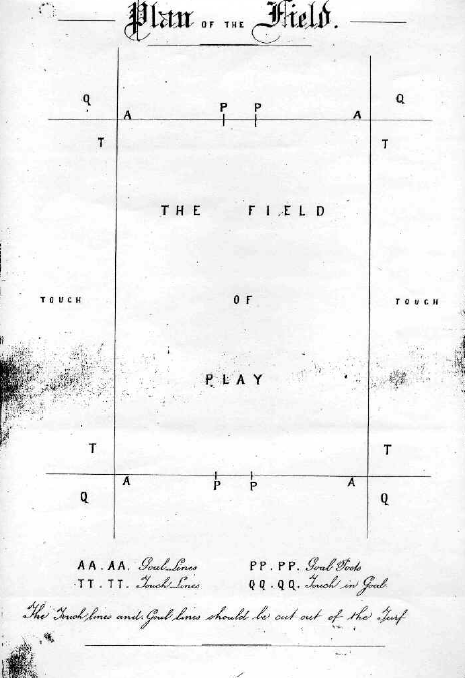 Plan OF THE Field.
Q Q
A P P A
T T
THE FIELD
TOUCH OF TOUCH
PLAY
T T
A P P A
Q Q
AA. AA. Goal Lines PP. PP. Goal Posts
TT. TT. Touch Lines QQ. QQ. Touch in Goal
The Touch lines and Goal lines should be cut out of the Turf